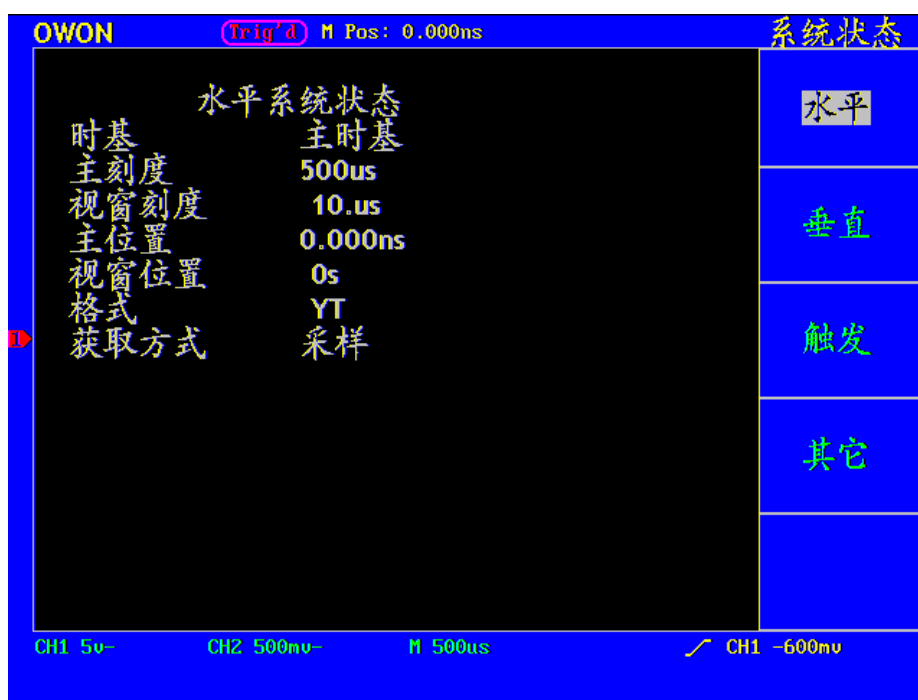 OWON Trig'd M Pos: 0.000ns 系统状态
水平系统状态
时基 主时基
主刻度 500us
视窗刻度 10.us
主位置 0.000ns
视窗位置 0s
格式 YT
获取方式 采样
水平
垂直
触发
其它
1
CH1 5v- CH2 500mv- M 500us CH1 -600mv